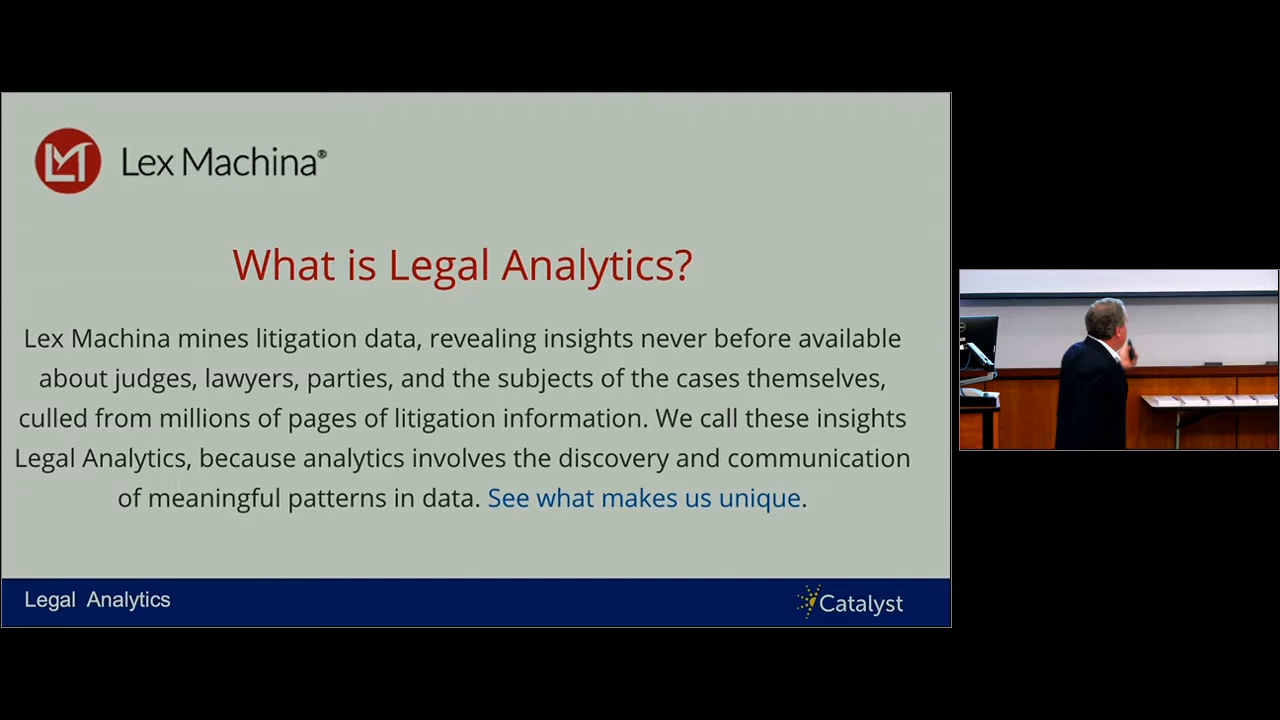 Lex Machina®
What is Legal Analytics?
Lex Machina mines litigation data, revealing insights never before available
about judges, lawyers, parties, and the subjects of the cases themselves,
culled from millions of pages of litigation information. We call these insights
Legal Analytics, because analytics involves the discovery and communication
of meaningful patterns in data. See what makes us unique.
Legal Analytics
Catalyst